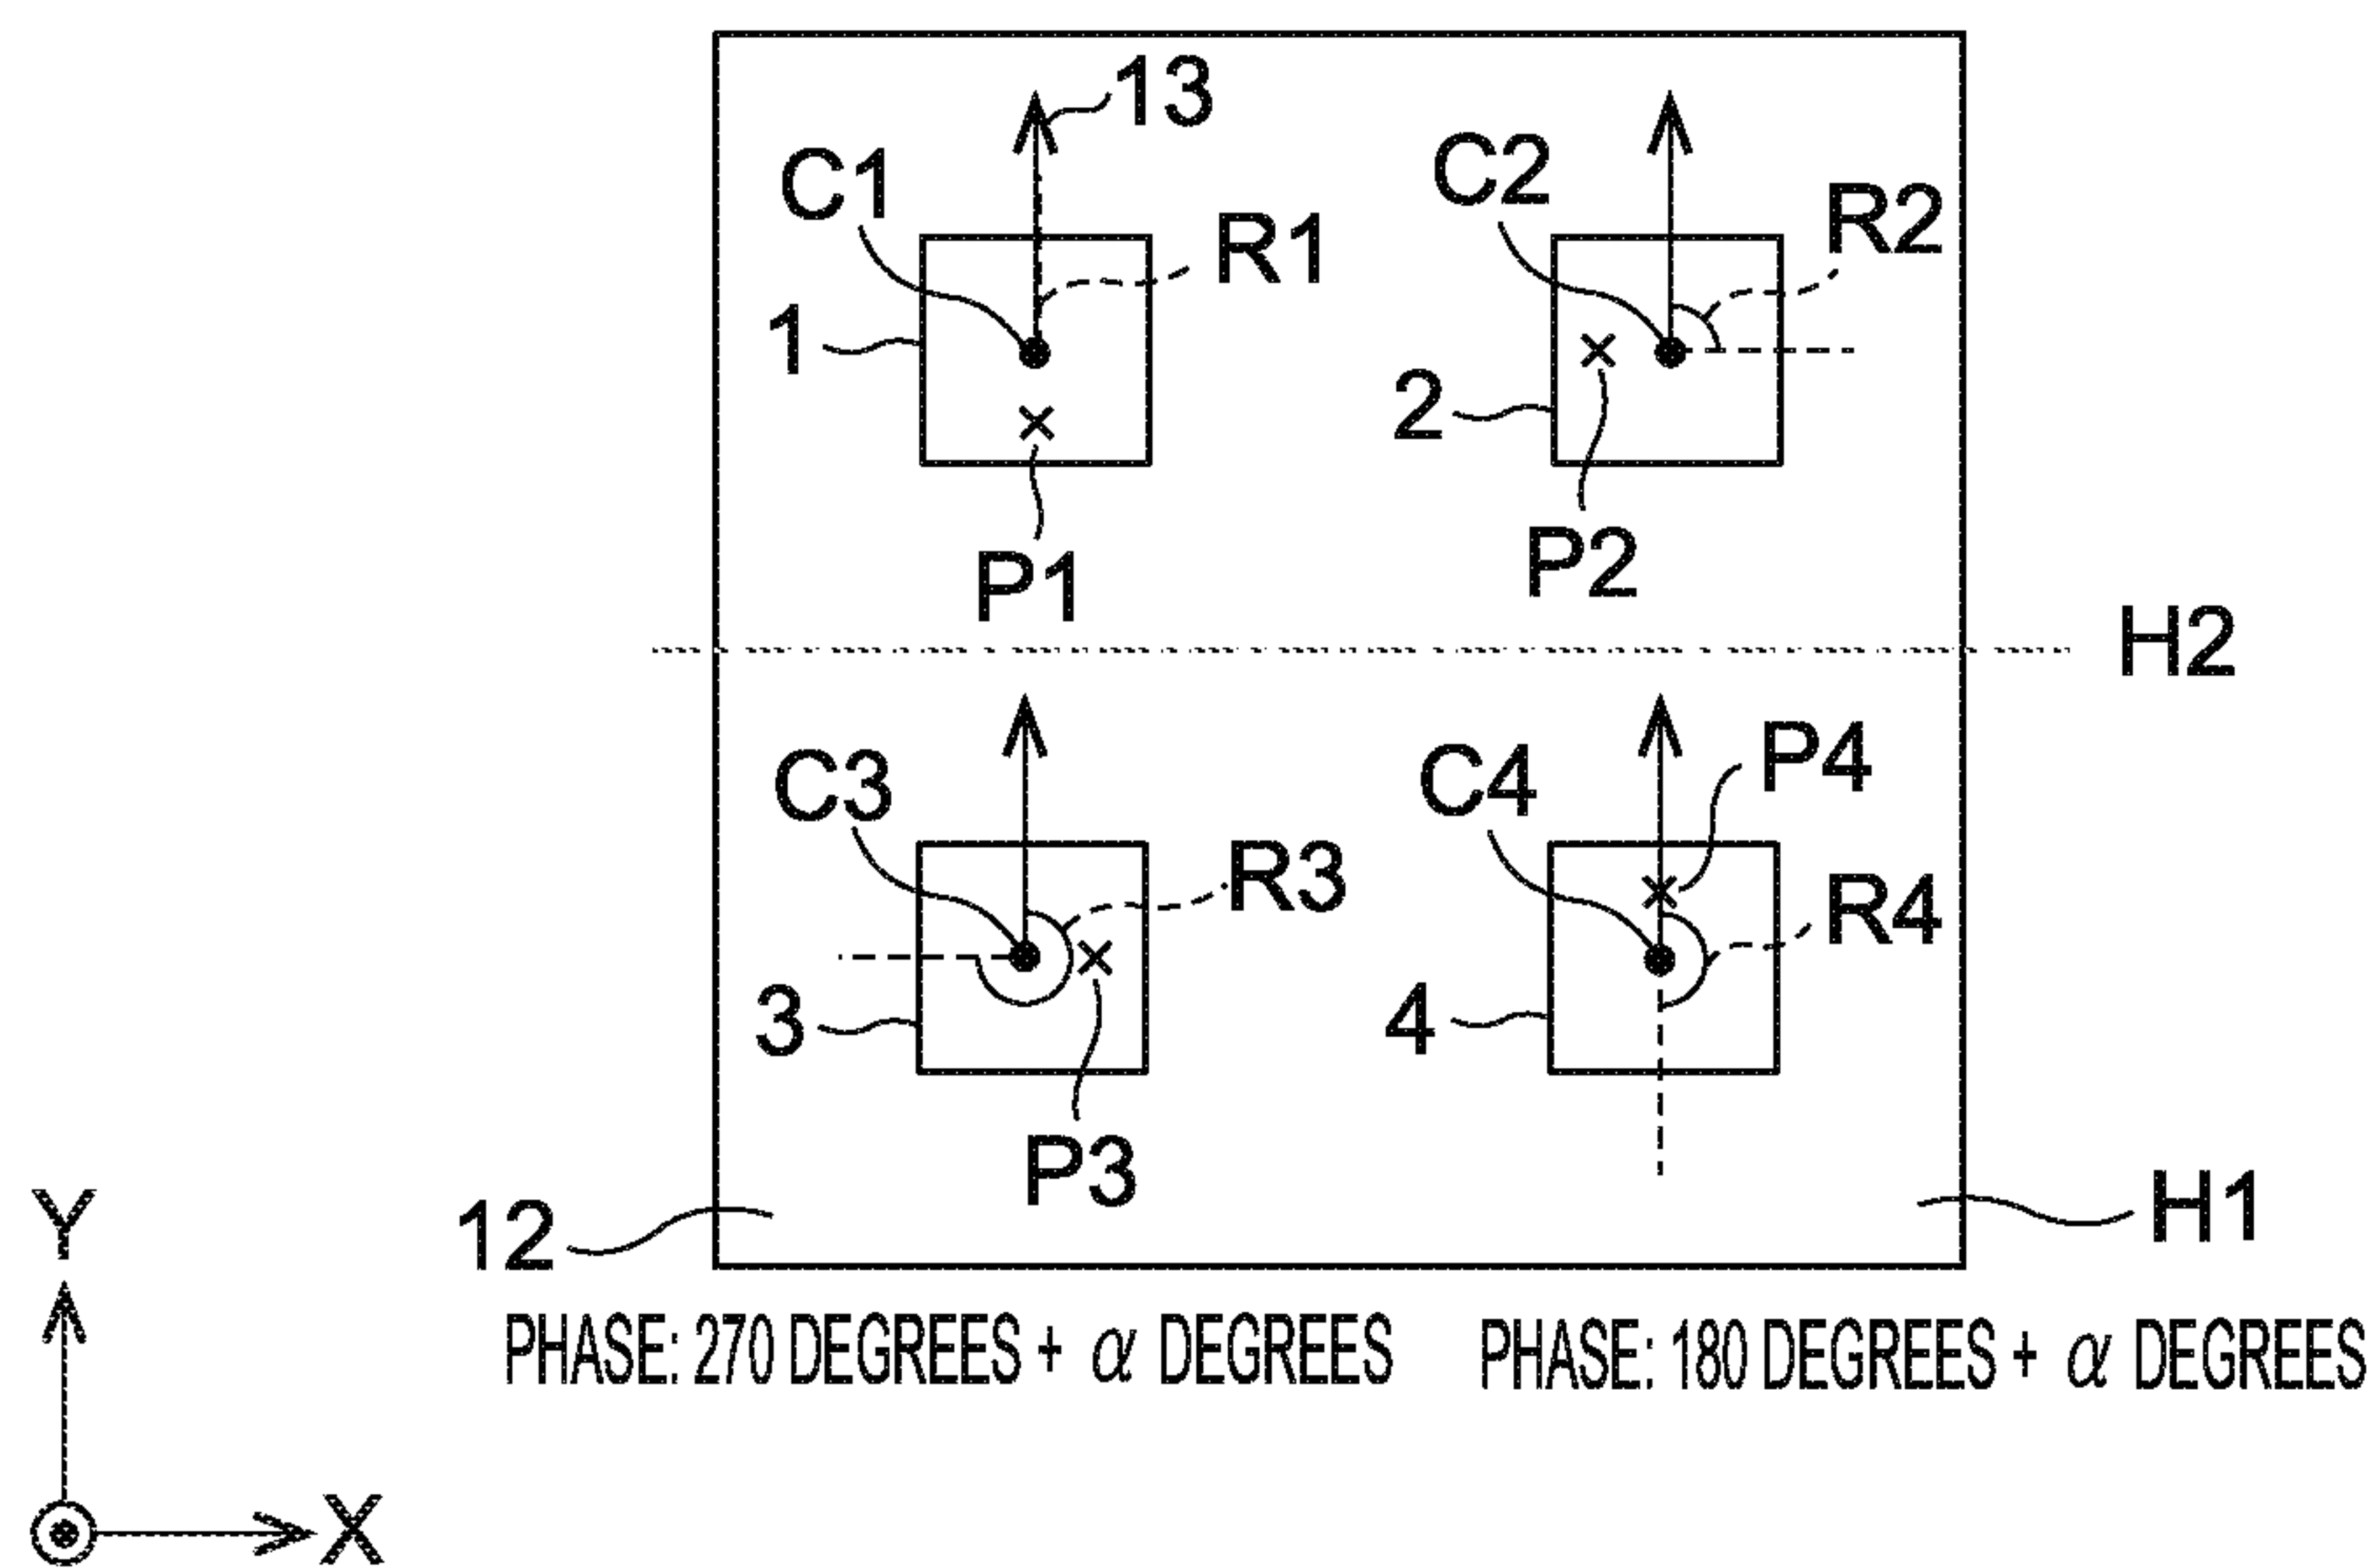 13
C1
C2
R1
R2
1
2
P1
P2
H2
C3
C4
P4
R3
R4
3
4
P3
12
H1
PHASE: 270 DEGREES + α DEGREES
PHASE: 180 DEGREES + α DEGREES
Y
X